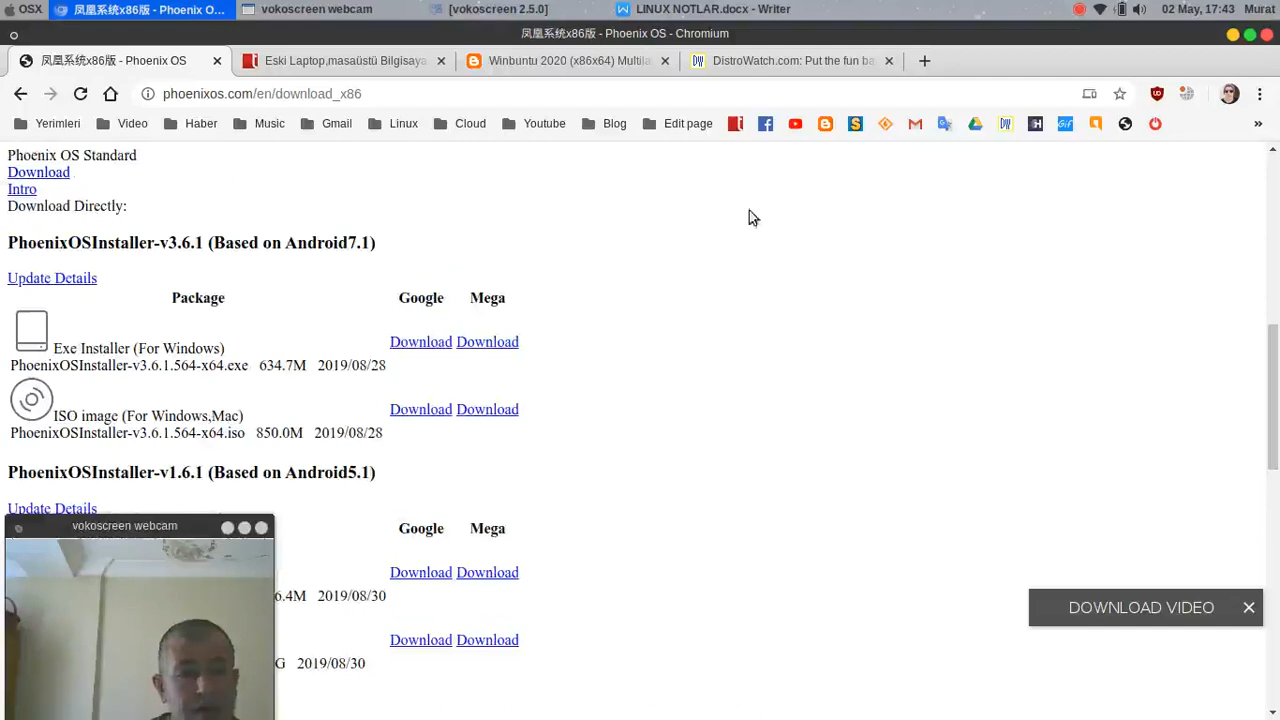 OSX
凤凰系统x86版 - Phoenix O...
vokoscreen webcam
[vokoscreen 2.5.0]
LINUX NOTLAR.docx - Writer
02 May, 17:43
Murat
凤凰系统x86版 - Phoenix OS - Chromium
凤凰系统x86版 - Phoenix OS
Eski Laptop,masaüstü Bilgisaya
Winbuntu 2020 (x86x64) Multila
DistroWatch.com: Put the fun ba
phoenixos.com/en/download_x86
Yerimleri
Video
Haber
Music
Gmail
Linux
Cloud
Youtube
Blog
Edit page
Phoenix OS Standard
Download
Intro
Download Directly:
PhoenixOSInstaller-v3.6.1 (Based on Android7.1)
Update Details
Package Google Mega
Exe Installer (For Windows)
Download Download
PhoenixOSInstaller-v3.6.1.564-x64.exe 634.7M 2019/08/28
ISO image (For Windows,Mac)
Download Download
PhoenixOSInstaller-v3.6.1.564-x64.iso 850.0M 2019/08/28
PhoenixOSInstaller-v1.6.1 (Based on Android5.1)
Update Details
vokoscreen webcam
Google Mega
Download Download
6.4M 2019/08/30
Download Download
G 2019/08/30
DOWNLOAD VIDEO